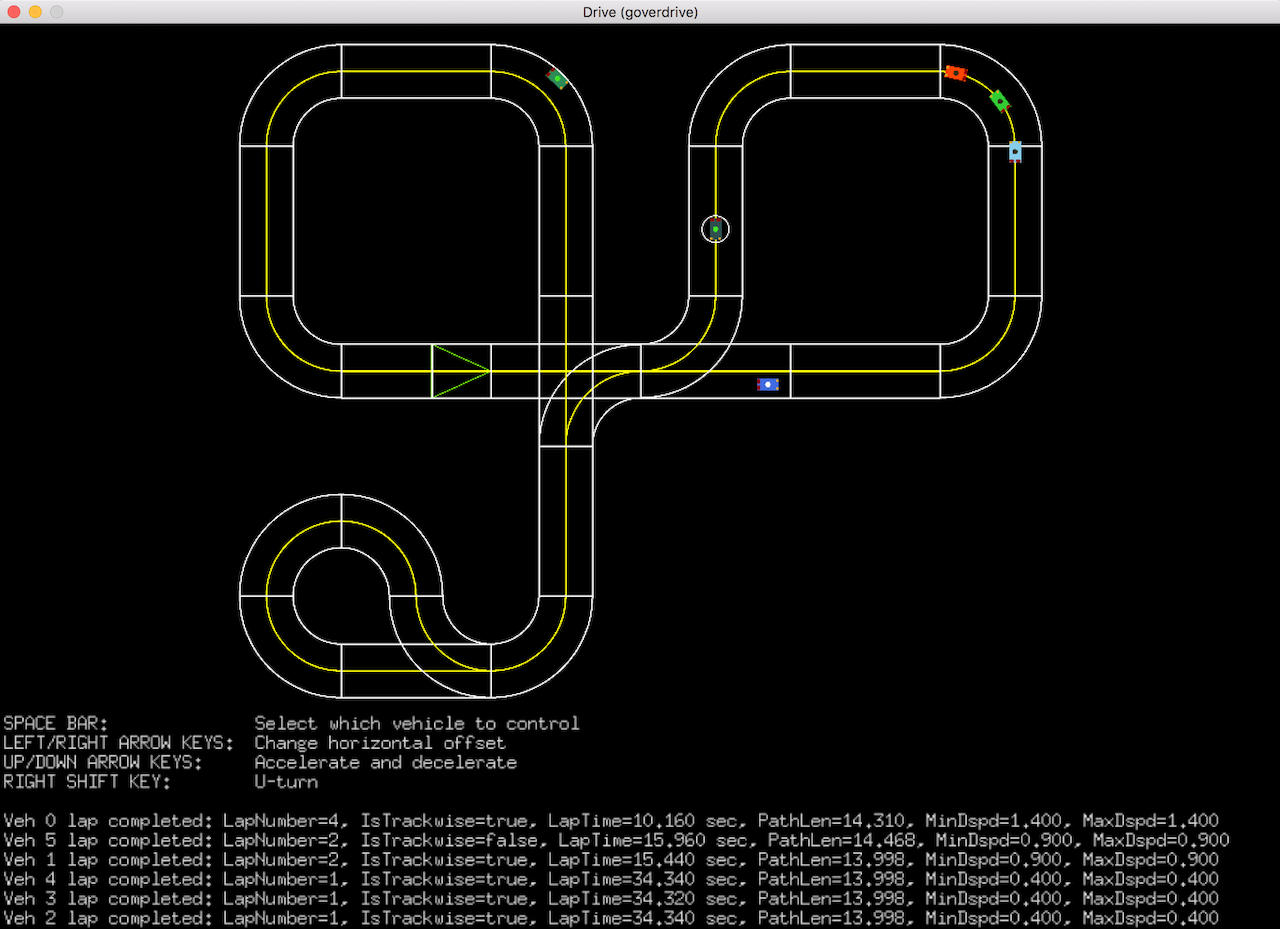 Drive (goverdrive)
SPACE BAR: Select which vehicle to control
LEFT/RIGHT ARROW KEYS: Change horizontal offset
UP/DOWN ARROW KEYS: Accelerate and decelerate
RIGHT SHIFT KEY: U-turn
Veh 0 lap completed: LapNumber=4, IsTrackwise=true, LapTime=10.160 sec, PathLen=14.310, MinDspd=1.400, MaxDspd=1.400
Veh 5 lap completed: LapNumber=2, IsTrackwise=false, LapTime=15.960 sec, PathLen=14.468, MinDspd=0.900, MaxDspd=0.900
Veh 1 lap completed: LapNumber=2, IsTrackwise=true, LapTime=15.440 sec, PathLen=13.998, MinDspd=0.900, MaxDspd=0.900
Veh 4 lap completed: LapNumber=1, IsTrackwise=true, LapTime=34.340 sec, PathLen=13.998, MinDspd=0.400, MaxDspd=0.400
Veh 3 lap completed: LapNumber=1, IsTrackwise=true, LapTime=34.320 sec, PathLen=13.998, MinDspd=0.400, MaxDspd=0.400
Veh 2 lap completed: LapNumber=1, IsTrackwise=true, LapTime=34.340 sec, PathLen=13.998, MinDspd=0.400, MaxDspd=0.400